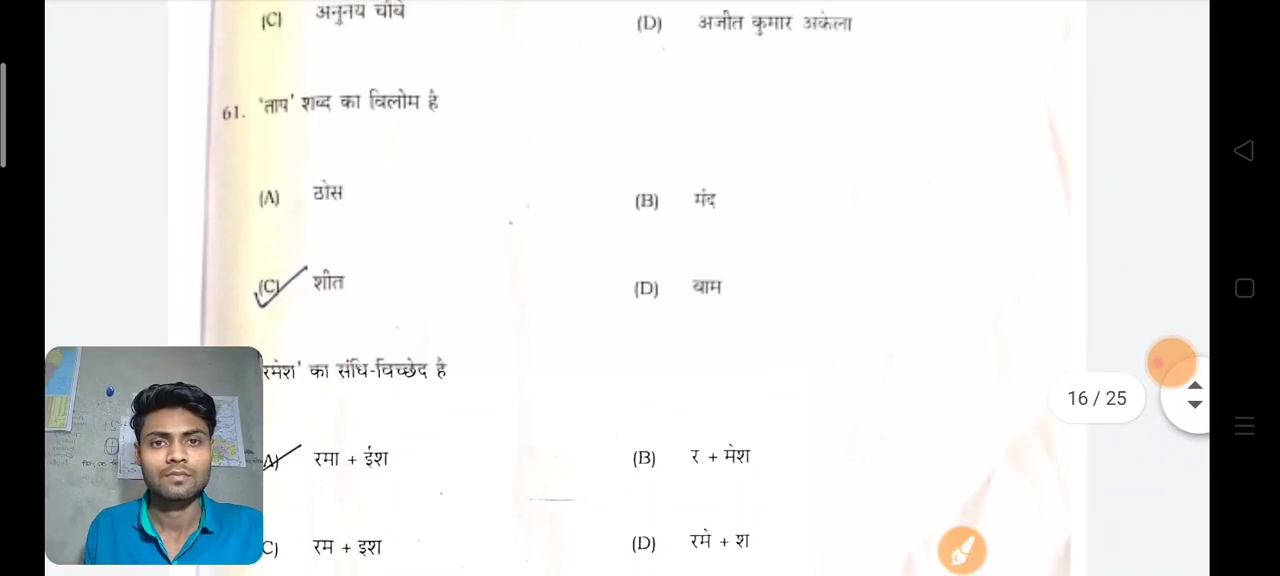 (C) अनुनय चौबे (D) अजीत कुमार अकेला
61. 'ताप' शब्द का विलोम है
(A) ठोस (B) मंद
(C) शीत (D) वाम
रमेश' का संधि-विच्छेद है
A) रमा + ईश (B) र + मेश
C) रम + इश (D) रमे + श
16 / 25